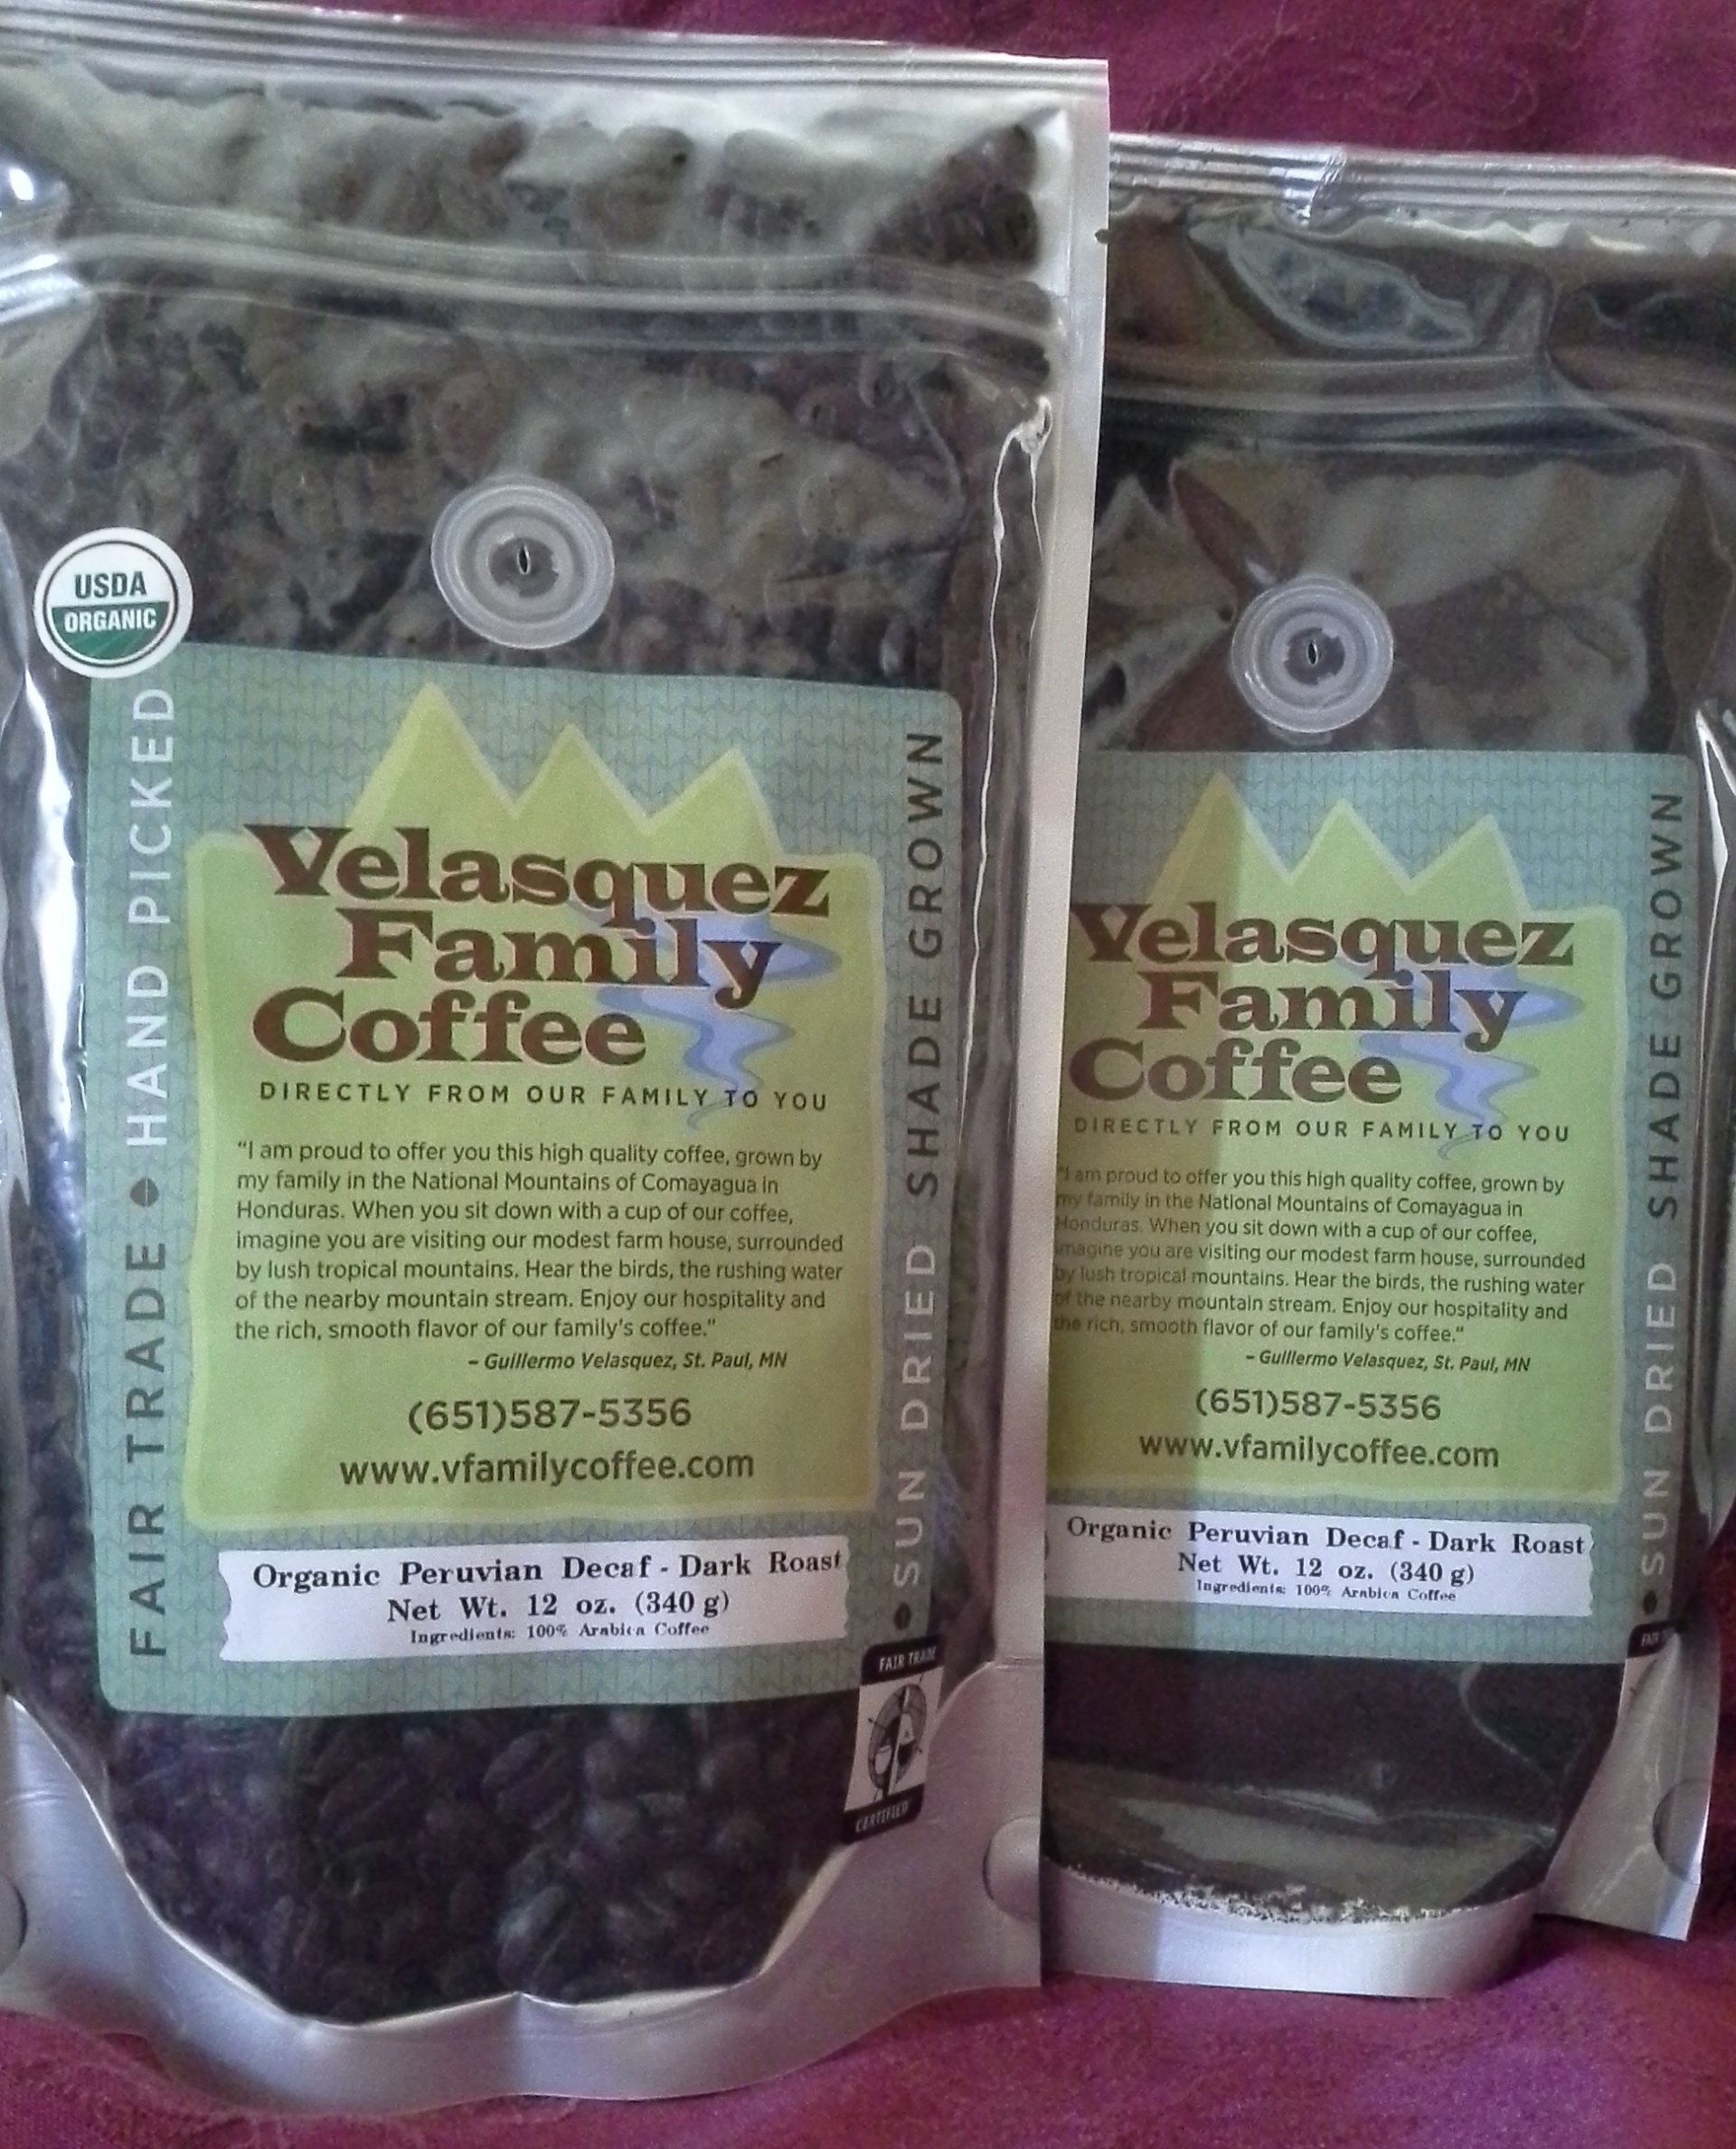 USDA
ORGANIC
FAIR TRADE HAND PICKED
Velasquez
Family
Coffee
DIRECTLY FROM OUR FAMILY TO YOU
"I am proud to offer you this high quality coffee, grown by
my family in the National Mountains of Comayagua in
Honduras. When you sit down with a cup of our coffee,
imagine you are visiting our modest farm house, surrounded
by lush tropical mountains. Hear the birds, the rushing water
of the nearby mountain stream. Enjoy our hospitality and
the rich, smooth flavor of our family's coffee."
– Guillermo Velasquez, St. Paul, MN
(651)587-5356
www.vfamilycoffee.com
Organic Peruvian Decaf - Dark Roast
Net Wt. 12 oz. (340 g)
Ingredients: 100% Arabica Coffee
SUN DRIED SHADE GROWN
FAIR TRADE
CERTIFIED
Velasquez
Family
Coffee
DIRECTLY FROM OUR FAMILY TO YOU
"I am proud to offer you this high quality coffee, grown by
my family in the National Mountains of Comayagua in
Honduras. When you sit down with a cup of our coffee,
imagine you are visiting our modest farm house, surrounded
by lush tropical mountains. Hear the birds, the rushing water
of the nearby mountain stream. Enjoy our hospitality and
the rich, smooth flavor of our family's coffee."
– Guillermo Velasquez, St. Paul, MN
(651)587-5356
www.vfamilycoffee.com
Organic Peruvian Decaf - Dark Roast
Net Wt. 12 oz. (340 g)
Ingredients: 100% Arabica Coffee
SUN DRIED SHADE GROWN
FAIR